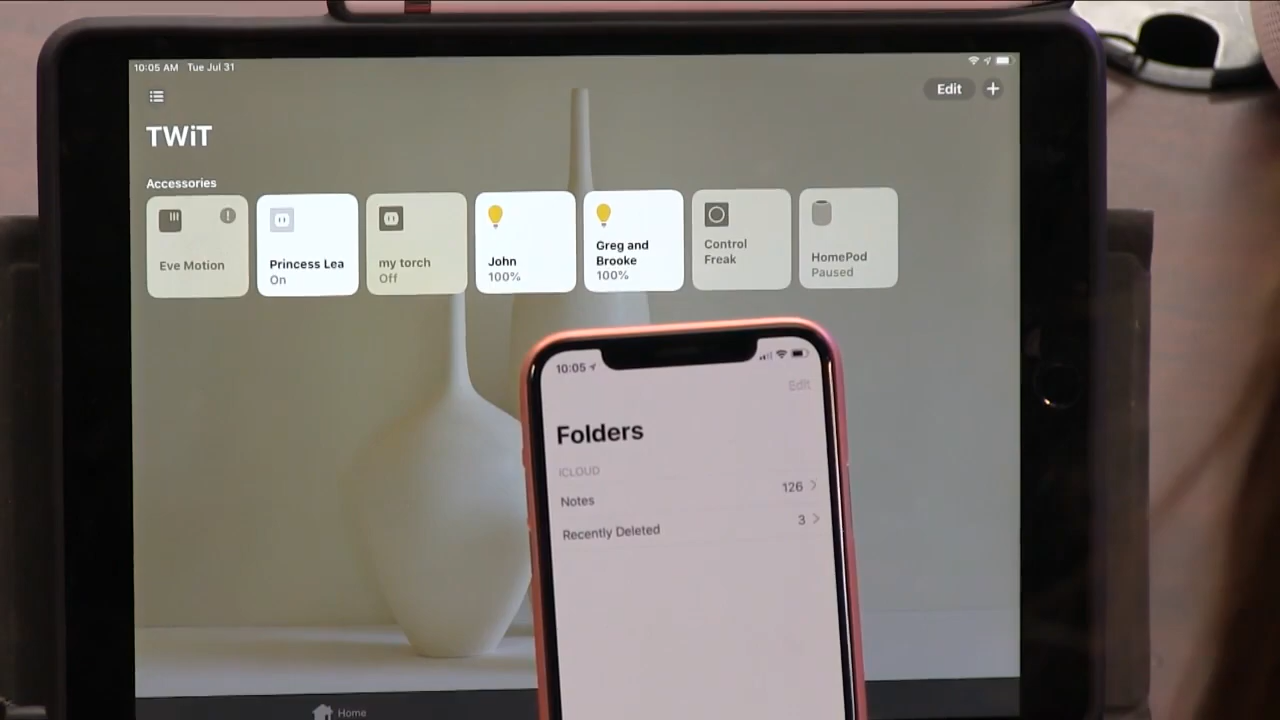 10:05 AM Tue Jul 31
Edit +
TWiT
Accessories
Eve Motion
Princess Lea
On
my torch
Off
John
100%
Greg and
Brooke
100%
Control
Freak
HomePod
Paused
10:05
Edit
Folders
ICLOUD
Notes 126
Recently Deleted 3
Home